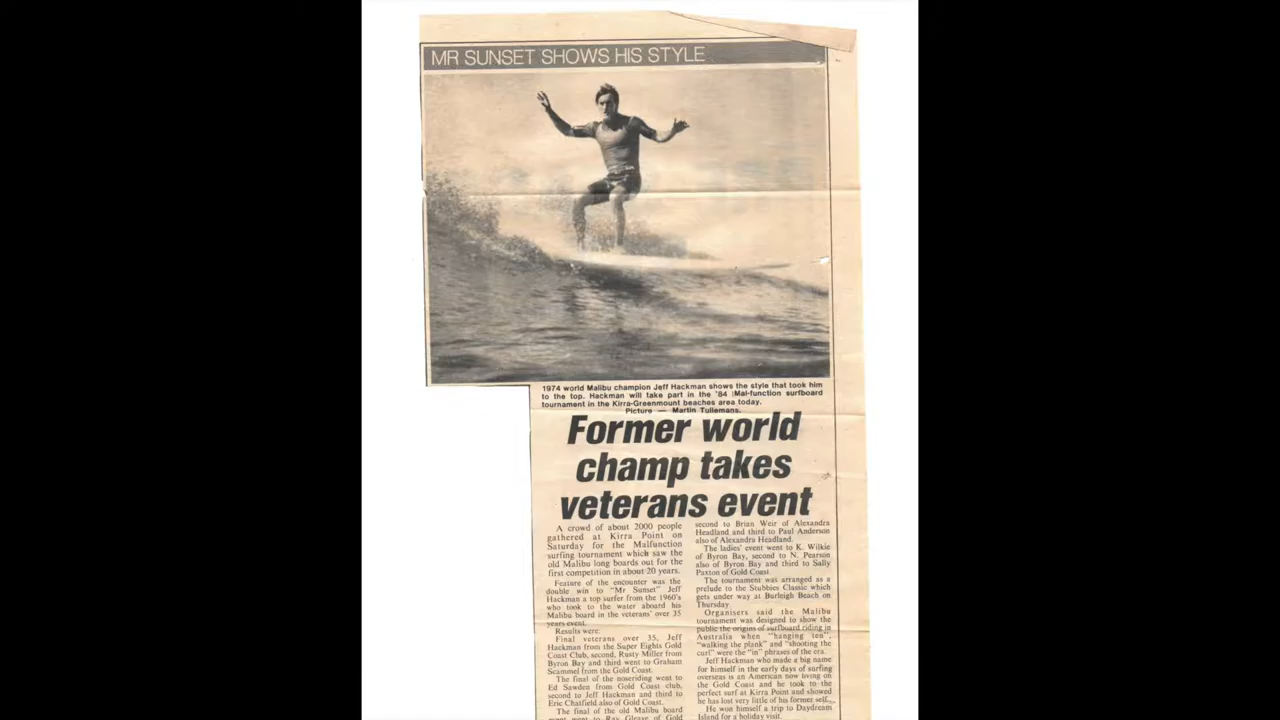 MR SUNSET SHOWS HIS STYLE
1974 world Malibu champion Jeff Hackman shows the style that took him
to the top. Hackman will take part in the '84 Mal-function surfboard
tournament in the Kirra-Greenmount beaches area today.
Picture — Martin Tullemans.
Former world
champ takes
veterans event
A crowd of about 2000 people
gathered at Kirra Point on
Saturday for the Malfunction
surfing tournament which saw the
old Malibu long boards out for the
first competition in about 20 years.
Feature of the encounter was the
double win to "Mr Sunset" Jeff
Hackman a top surfer from the 1960's
who took to the water aboard his
Malibu board in the veterans' over 35
years event.
Results were:
Final veterans over 35, Jeff
Hackman from the Super Eights Gold
Coast Club, second, Rusty Miller from
Byron Bay and third went to Graham
Scammel from the Gold Coast.
The final of the noseriding went to
Ed Sawden from Gold Coast club,
second to Jeff Hackman and third to
Eric Chatfield also of Gold Coast.
The final of the old Malibu board
event went to Ray Gleave of Gold
second to Brian Weir of Alexandra
Headland and third to Paul Anderson
also of Alexandra Headland.
The ladies' event went to K. Wilkie
of Byron Bay, second to N. Pearson
also of Byron Bay and third to Sally
Paxton of Gold Coast.
The tournament was arranged as a
prelude to the Stubbies Classic which
gets under way at Burleigh Beach on
Thursday.
Organisers said the Malibu
tournament was designed to show the
public the origins of surfboard riding in
Australia when "hanging ten",
"walking the plank" and "shooting the
curl" were the "in" phrases of the era.
Jeff Hackman who made a big name
for himself in the early days of surfing
overseas is an American now living on
the Gold Coast and he took to the
perfect surf at Kirra Point and showed
he has lost very little of his former self.
He won himself a trip to Daydream
Island for a holiday visit.